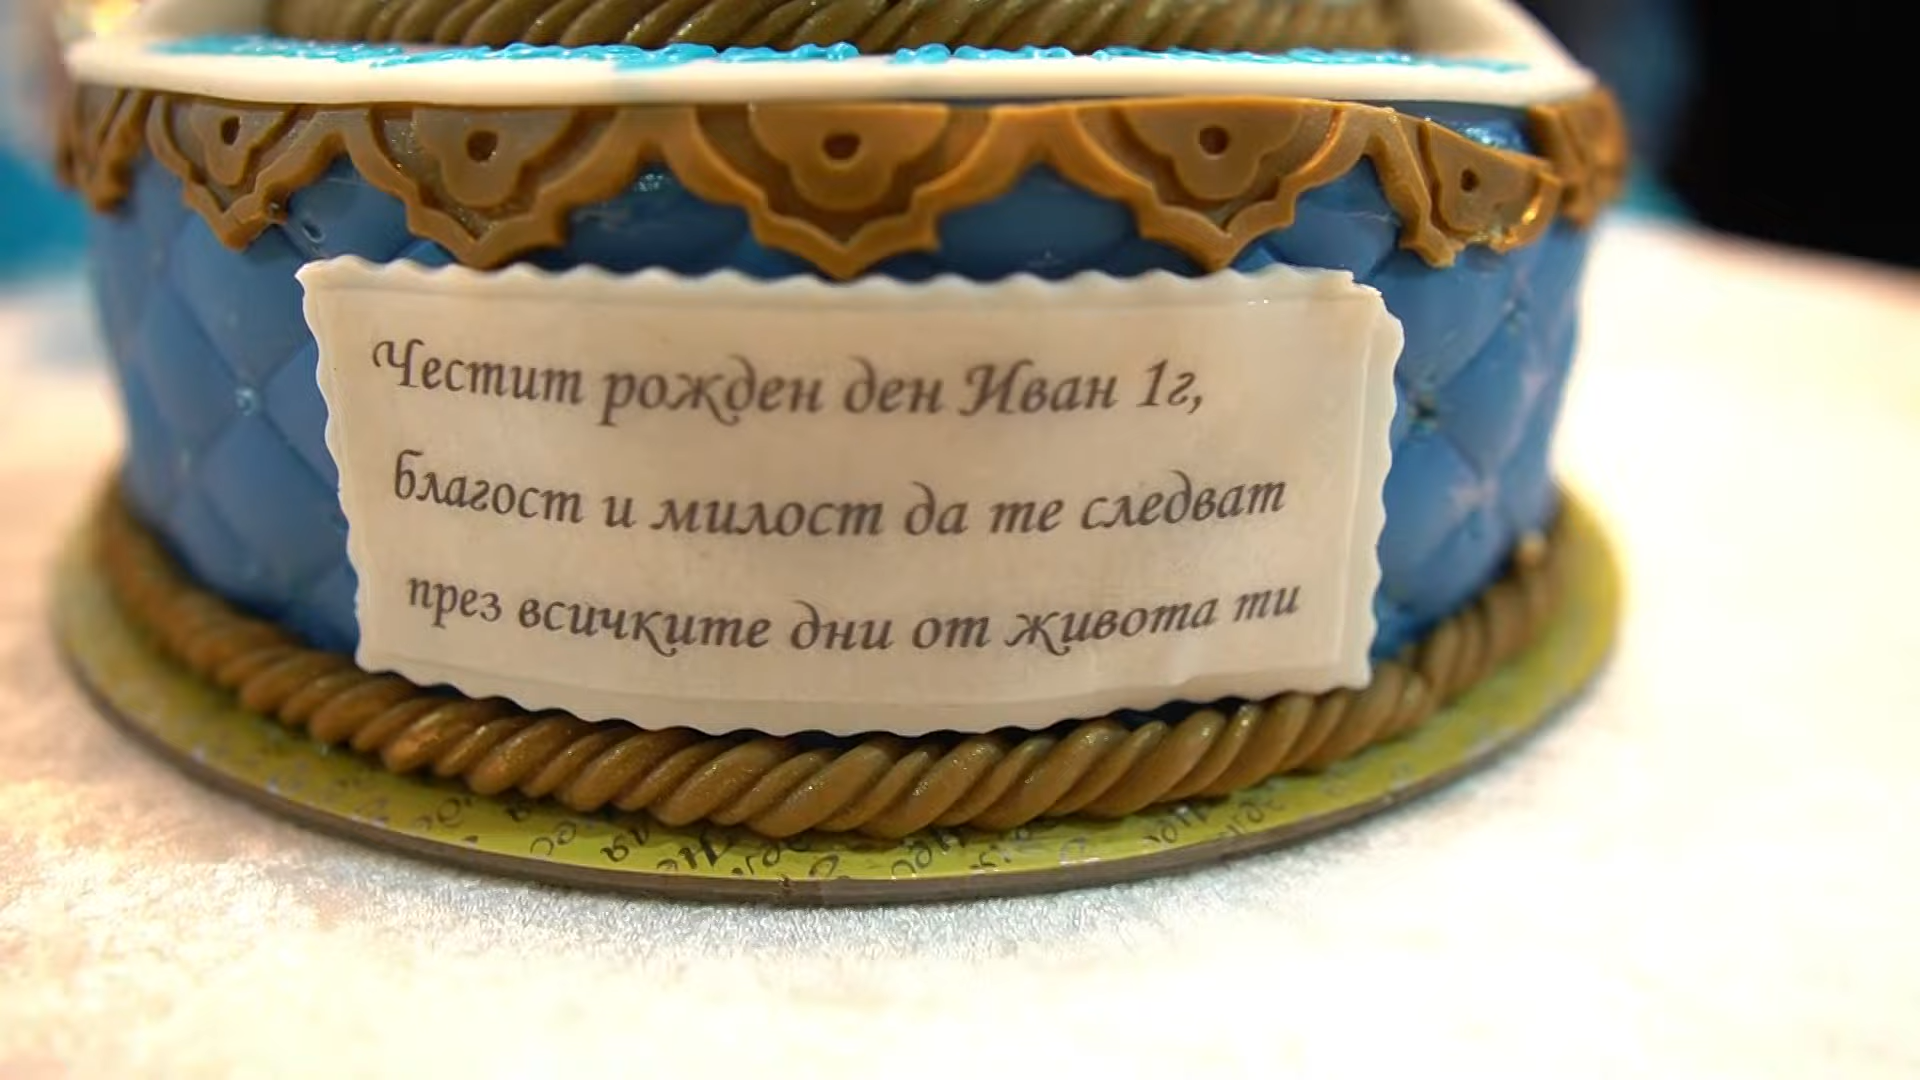 Честит рожден ден Иван 1г,
благост и милост да те следват
през всичките дни от живота ти